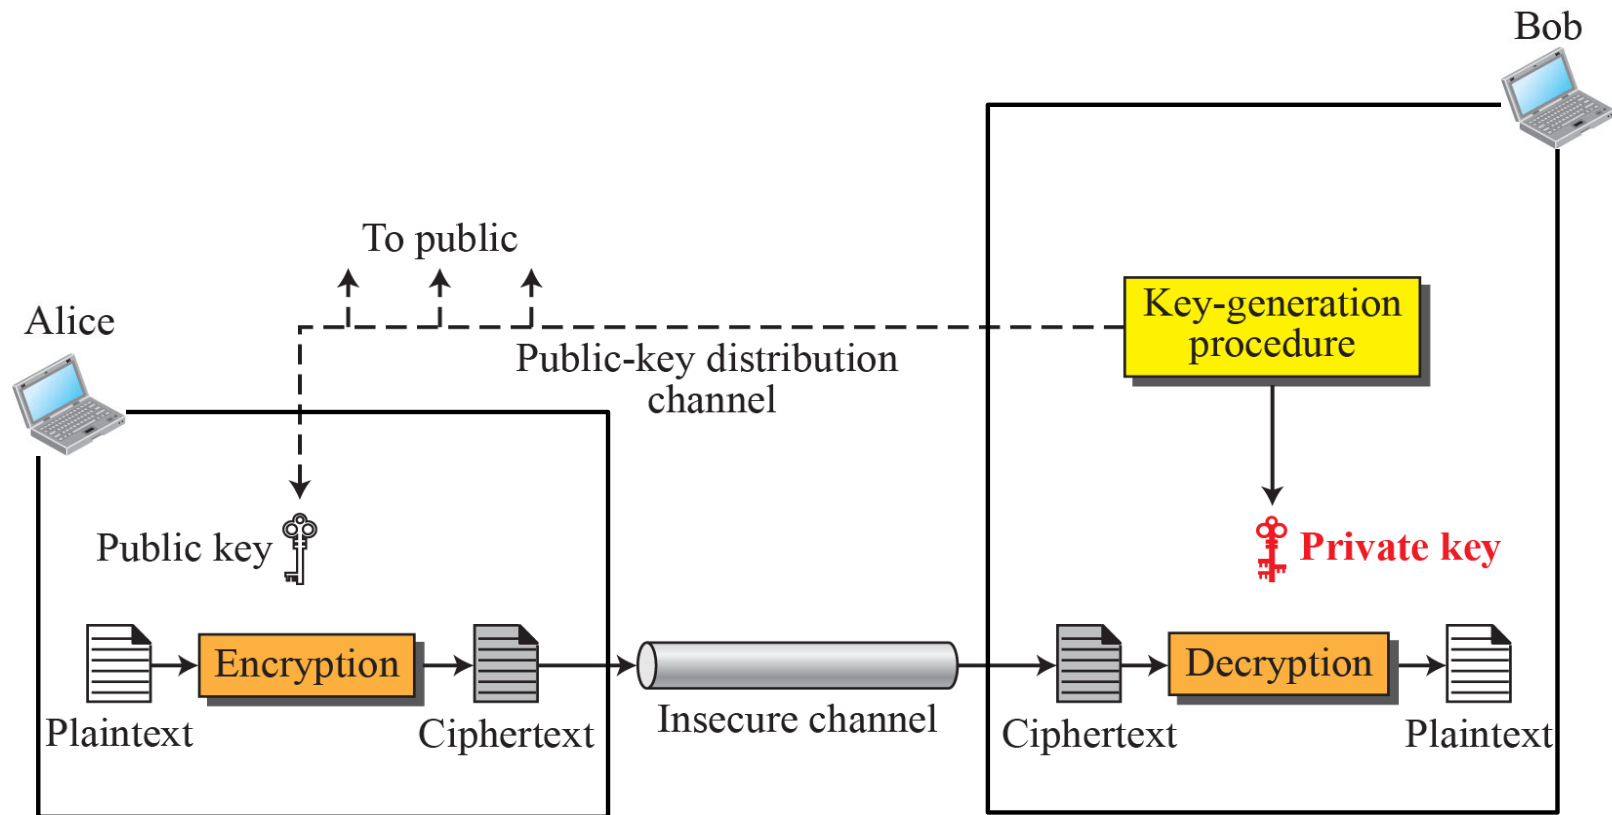 Bob
To public
Alice
Key-generation
procedure
Public-key distribution
channel
Public key
Private key
Encryption
Decryption
Plaintext
Ciphertext
Insecure channel
Ciphertext
Plaintext